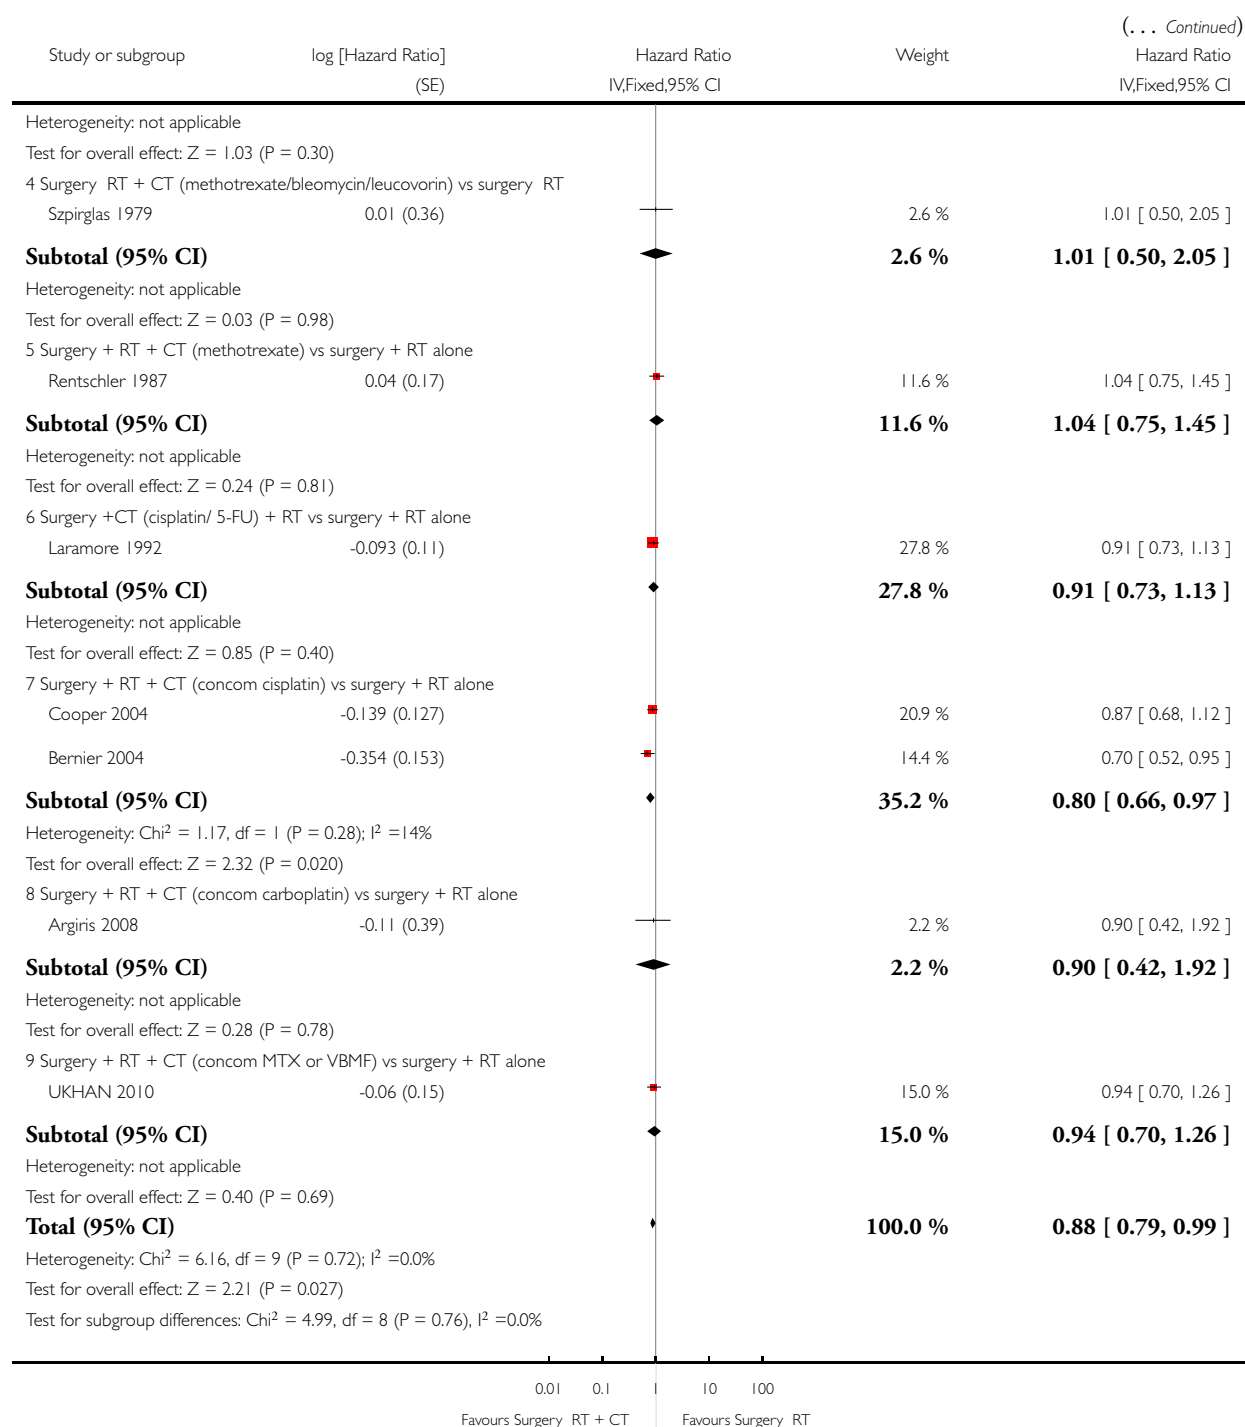 (... Continued)
Study or subgroup log [Hazard Ratio] Hazard Ratio Weight Hazard Ratio
(SE) IV,Fixed,95% CI IV,Fixed,95% CI
Heterogeneity: not applicable
Test for overall effect: Z = 1.03 (P = 0.30)
4 Surgery RT + CT (methotrexate/bleomycin/leucovorin) vs surgery RT
Szpirglas 1979 0.01 (0.36) 2.6 % 1.01 [ 0.50, 2.05 ]
Subtotal (95% CI) 2.6 % 1.01 [ 0.50, 2.05 ]
Heterogeneity: not applicable
Test for overall effect: Z = 0.03 (P = 0.98)
5 Surgery + RT + CT (methotrexate) vs surgery + RT alone
Rentschler 1987 0.04 (0.17) 11.6 % 1.04 [ 0.75, 1.45 ]
Subtotal (95% CI) 11.6 % 1.04 [ 0.75, 1.45 ]
Heterogeneity: not applicable
Test for overall effect: Z = 0.24 (P = 0.81)
6 Surgery +CT (cisplatin/ 5-FU) + RT vs surgery + RT alone
Laramore 1992 -0.093 (0.11) 27.8 % 0.91 [ 0.73, 1.13 ]
Subtotal (95% CI) 27.8 % 0.91 [ 0.73, 1.13 ]
Heterogeneity: not applicable
Test for overall effect: Z = 0.85 (P = 0.40)
7 Surgery + RT + CT (concom cisplatin) vs surgery + RT alone
Cooper 2004 -0.139 (0.127) 20.9 % 0.87 [ 0.68, 1.12 ]
Bernier 2004 -0.354 (0.153) 14.4 % 0.70 [ 0.52, 0.95 ]
Subtotal (95% CI) 35.2 % 0.80 [ 0.66, 0.97 ]
Heterogeneity: Chi² = 1.17, df = 1 (P = 0.28); I² =14%
Test for overall effect: Z = 2.32 (P = 0.020)
8 Surgery + RT + CT (concom carboplatin) vs surgery + RT alone
Argiris 2008 -0.11 (0.39) 2.2 % 0.90 [ 0.42, 1.92 ]
Subtotal (95% CI) 2.2 % 0.90 [ 0.42, 1.92 ]
Heterogeneity: not applicable
Test for overall effect: Z = 0.28 (P = 0.78)
9 Surgery + RT + CT (concom MTX or VBMF) vs surgery + RT alone
UKHAN 2010 -0.06 (0.15) 15.0 % 0.94 [ 0.70, 1.26 ]
Subtotal (95% CI) 15.0 % 0.94 [ 0.70, 1.26 ]
Heterogeneity: not applicable
Test for overall effect: Z = 0.40 (P = 0.69)
Total (95% CI) 100.0 % 0.88 [ 0.79, 0.99 ]
Heterogeneity: Chi² = 6.16, df = 9 (P = 0.72); I² =0.0%
Test for overall effect: Z = 2.21 (P = 0.027)
Test for subgroup differences: Chi² = 4.99, df = 8 (P = 0.76), I² =0.0%
0.01 0.1 1 10 100
Favours Surgery RT + CT Favours Surgery RT